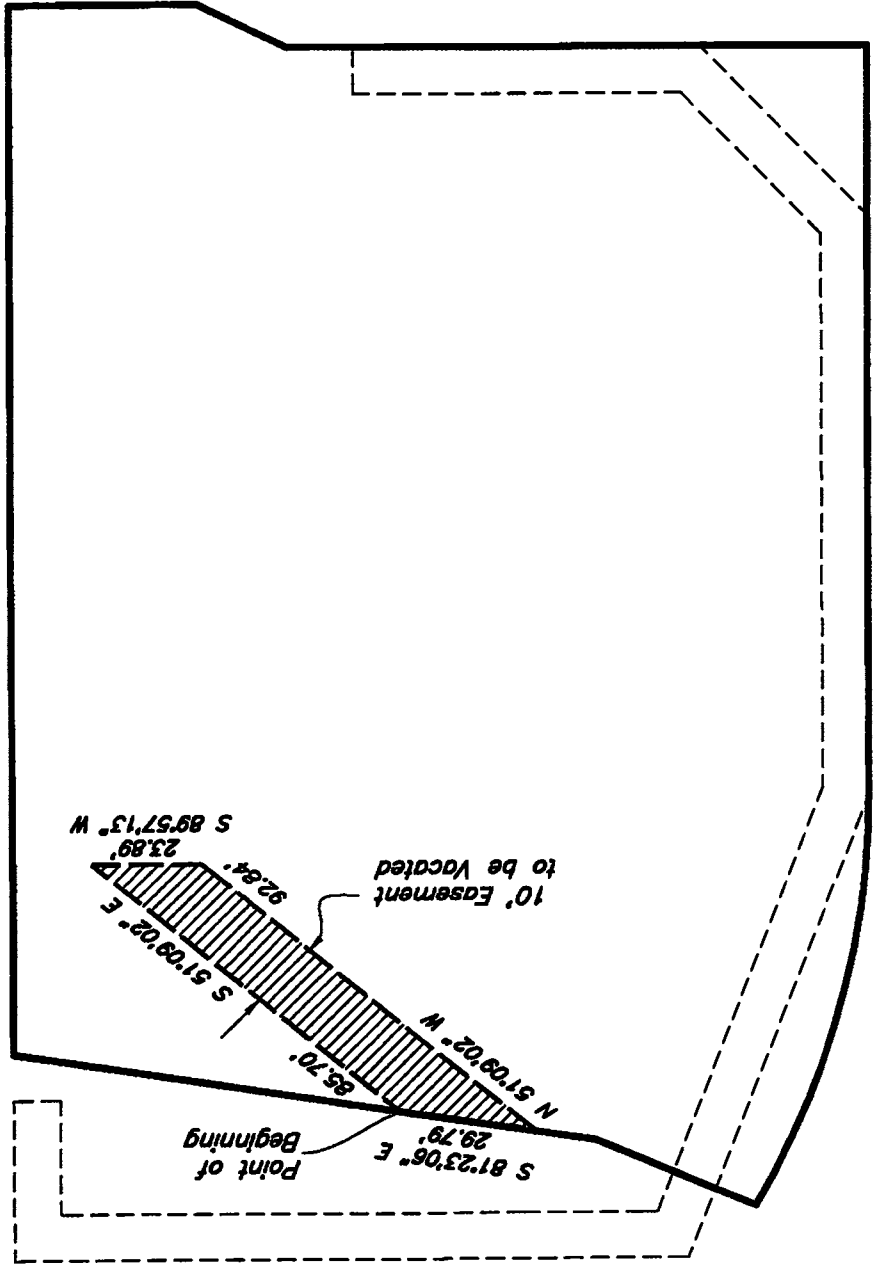 S 81°23'06" E
29.79'
Point of
Beginning
N 51°09'02" W
85.70'
S 51°09'02" E
10' Easement
to be Vacated
92.84'
23.89'
S 89°57'13" W